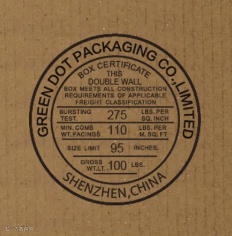 GREEN DOT PACKAGING CO.,LIMITED
BOX CERTIFICATE
THIS
DOUBLE WALL
BOX MEETS ALL CONSTRUCTION
REQUIREMENTS OF APPLICABLE
FREIGHT CLASSIFICATION
BURSTING TEST. 275 LBS. PER SQ. INCH
MIN. COMB WT. FACINGS 110 LBS. PER M. SQ. FT.
SIZE LIMIT 95 INCHES.
GROSS WT.LT. 100 LBS.
SHENZHEN,CHINA